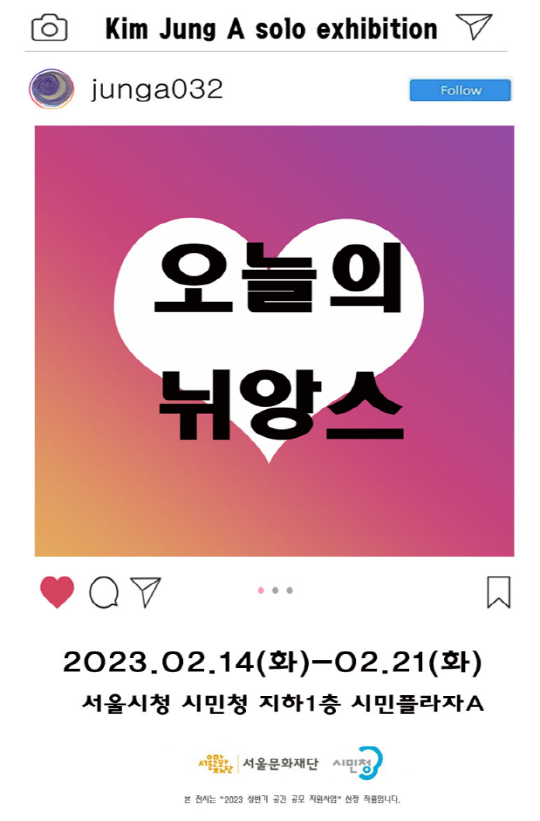 Kim Jung A solo exhibition
junga032
Follow
오늘의
뉘앙스
2023.02.14(화)-02.21(화)
서울시청 시민청 지하1층 시민플라자A
서울문화재단 시민청
본 전시는 "2023 상반기 공간 공모 지원사업" 선정 작품입니다.